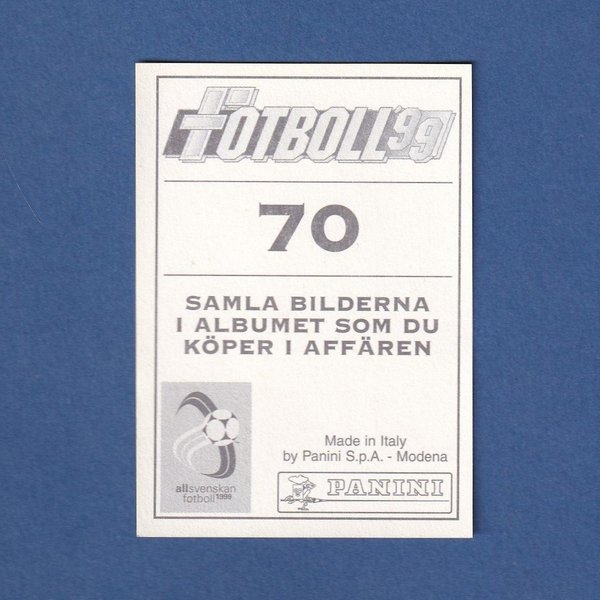 FOTBOLL'99
70
SAMLA BILDERNA
I ALBUMET SOM DU
KÖPER I AFFÄREN
allsvenskan
fotboll 1999
Made in Italy
by Panini S.p.A. - Modena
PANINI